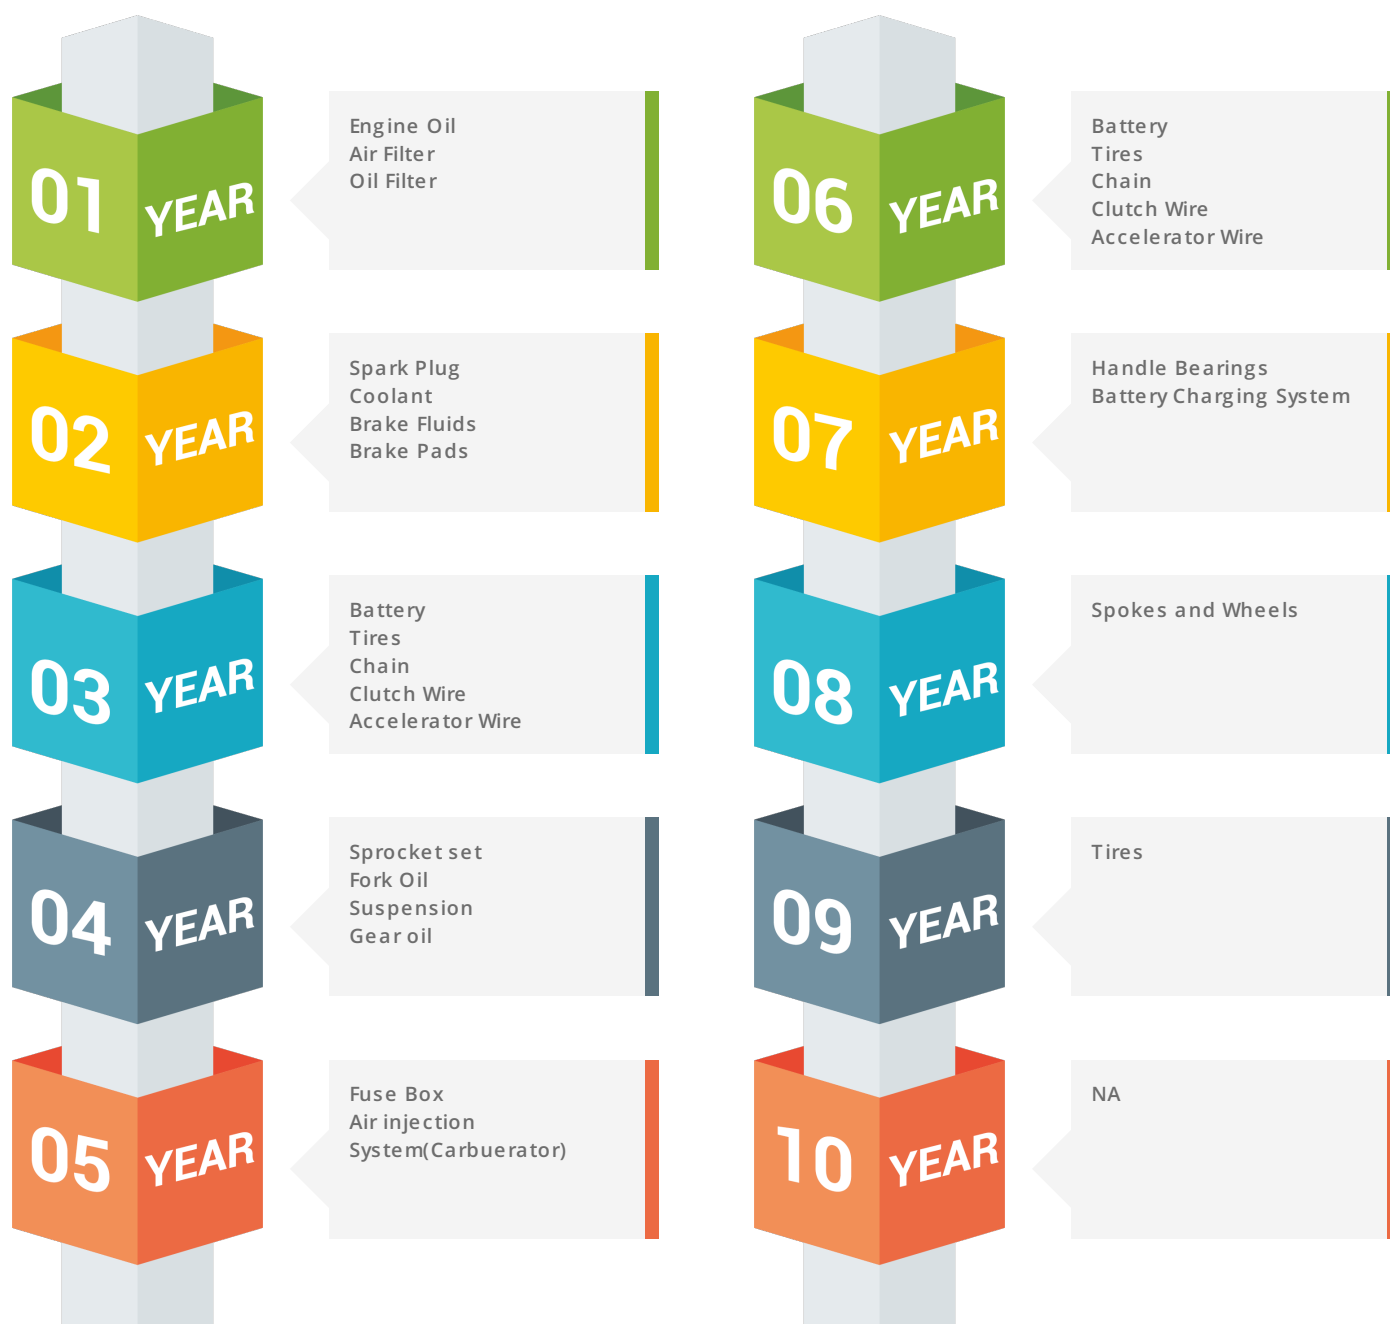 01 YEAR
Engine Oil
Air Filter
Oil Filter
02 YEAR
Spark Plug
Coolant
Brake Fluids
Brake Pads
03 YEAR
Battery
Tires
Chain
Clutch Wire
Accelerator Wire
04 YEAR
Sprocket set
Fork Oil
Suspension
Gear oil
05 YEAR
Fuse Box
Air injection
System(Carbuerator)
06 YEAR
Battery
Tires
Chain
Clutch Wire
Accelerator Wire
07 YEAR
Handle Bearings
Battery Charging System
08 YEAR
Spokes and Wheels
09 YEAR
Tires
10 YEAR
NA